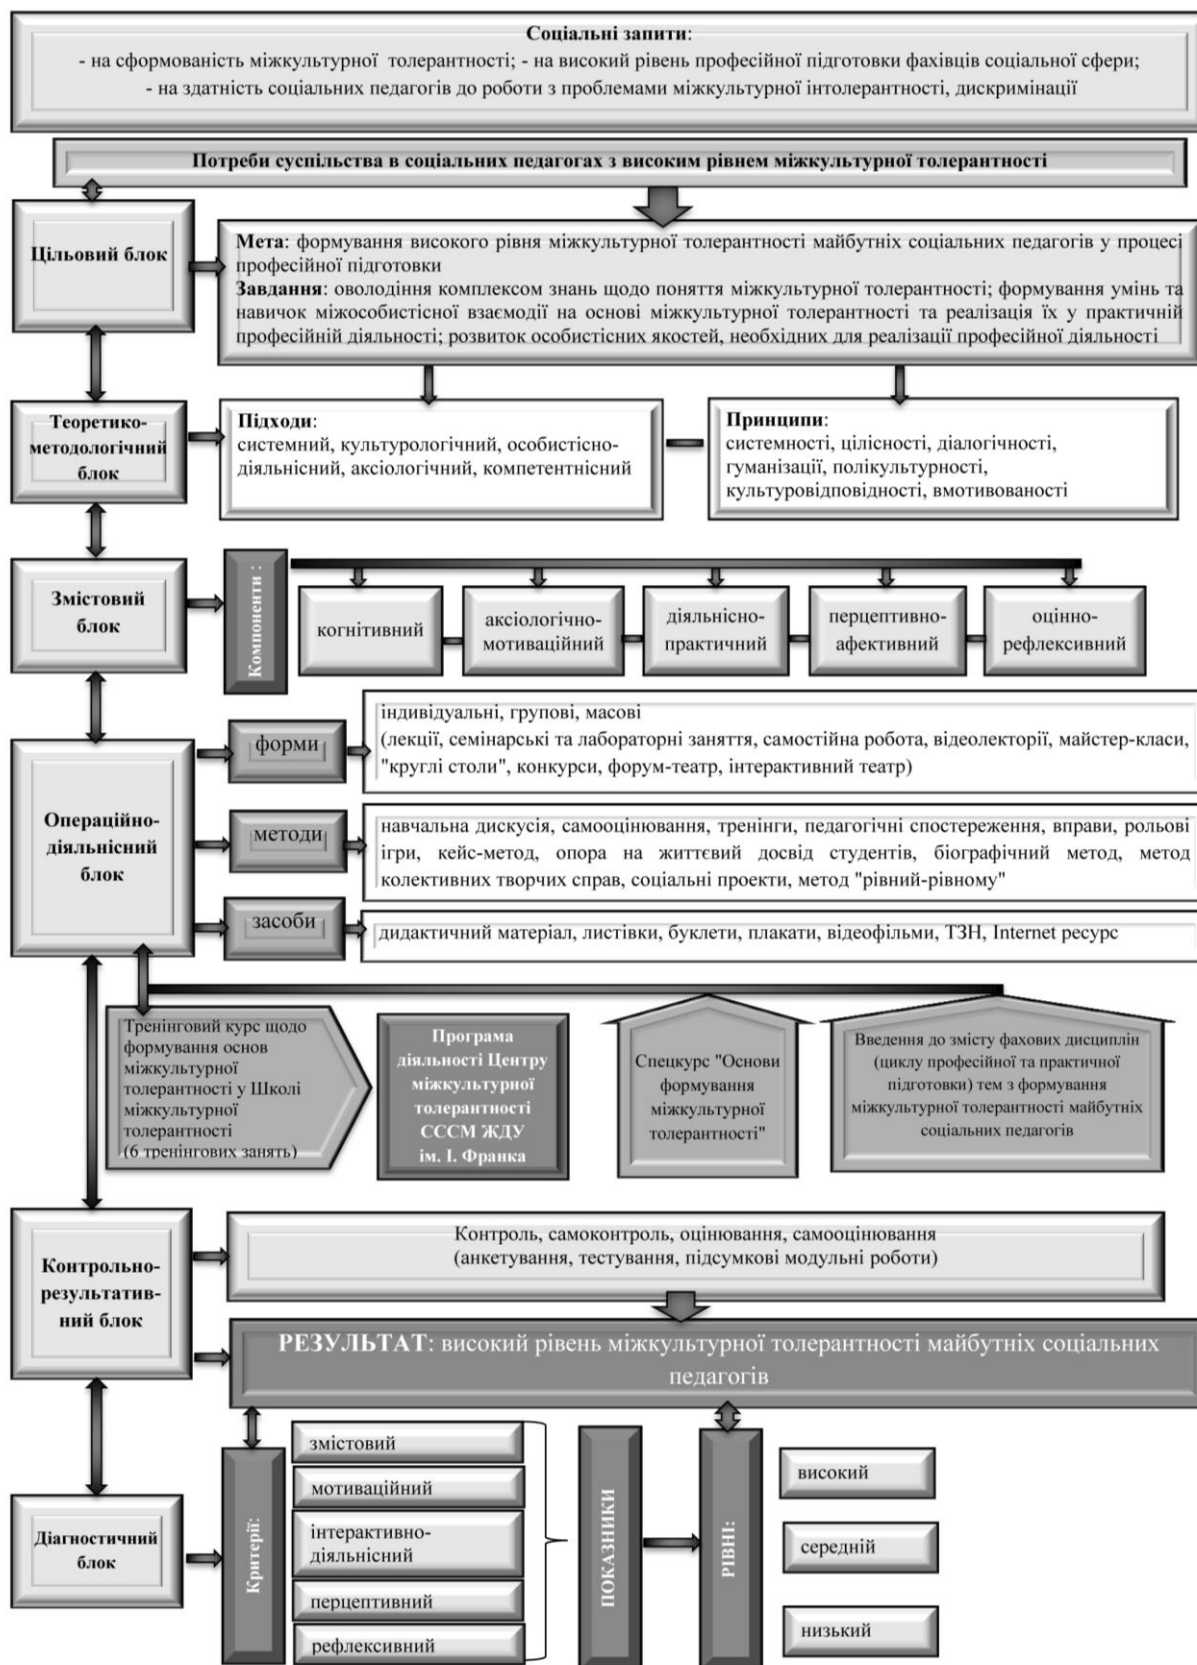 Соціальні запити:
- на сформованість міжкультурної толерантності; - на високий рівень професійної підготовки фахівців соціальної сфери;
- на здатність соціальних педагогів до роботи з проблемами міжкультурної інтолерантності, дискримінації
Потреби суспільства в соціальних педагогах з високим рівнем міжкультурної толерантності
Цільовий блок
Мета: формування високого рівня міжкультурної толерантності майбутніх соціальних педагогів у процесі
професійної підготовки
Завдання: оволодіння комплексом знань щодо поняття міжкультурної толерантності; формування умінь та
навичок міжособистісної взаємодії на основі міжкультурної толерантності та реалізація їх у практичній
професійній діяльності; розвиток особистісних якостей, необхідних для реалізації професійної діяльності
Теоретико-
методологічний
блок
Підходи:
системний, культурологічний, особистісно-
діяльнісний, аксіологічний, компетентнісний
Принципи:
системності, цілісності, діалогічності,
гуманізації, полікультурності,
культуровідповідності, вмотивованості
Змістовий
блок
Компоненти :
когнітивний
аксіологічно-
мотиваційний
діяльнісно-
практичний
перцептивно-
афективний
оцінно-
рефлексивний
Операційно-
діяльнісний
блок
форми
індивідуальні, групові, масові
(лекції, семінарські та лабораторні заняття, самостійна робота, відеолекторії, майстер-класи,
"круглі столи", конкурси, форум-театр, інтерактивний театр)
методи
навчальна дискусія, самооцінювання, тренінги, педагогічні спостереження, вправи, рольові
ігри, кейс-метод, опора на життєвий досвід студентів, біографічний метод, метод
колективних творчих справ, соціальні проекти, метод "рівний-рівному"
засоби
дидактичний матеріал, листівки, буклети, плакати, відеофільми, ТЗН, Internet ресурс
Тренінговий курс щодо
формування основ
міжкультурної
толерантності у Школі
міжкультурної
толерантності
(6 тренінгових занять)
Програма
діяльності Центру
міжкультурної
толерантності
СССМ ЖДУ
ім. І. Франка
Спецкурс "Основи
формування
міжкультурної
толерантності"
Введення до змісту фахових дисциплін
(циклу професійної та практичної
підготовки) тем з формування
міжкультурної толерантності майбутніх
соціальних педагогів
Контрольно-
результатив-
ний блок
Контроль, самоконтроль, оцінювання, самооцінювання
(анкетування, тестування, підсумкові модульні роботи)
РЕЗУЛЬТАТ: високий рівень міжкультурної толерантності майбутніх соціальних
педагогів
Діагностичний
блок
Критерії:
змістовий
мотиваційний
інтерактивно-
діяльнісний
перцептивний
рефлексивний
ПОКАЗНИКИ
РІВНІ:
високий
середній
низький